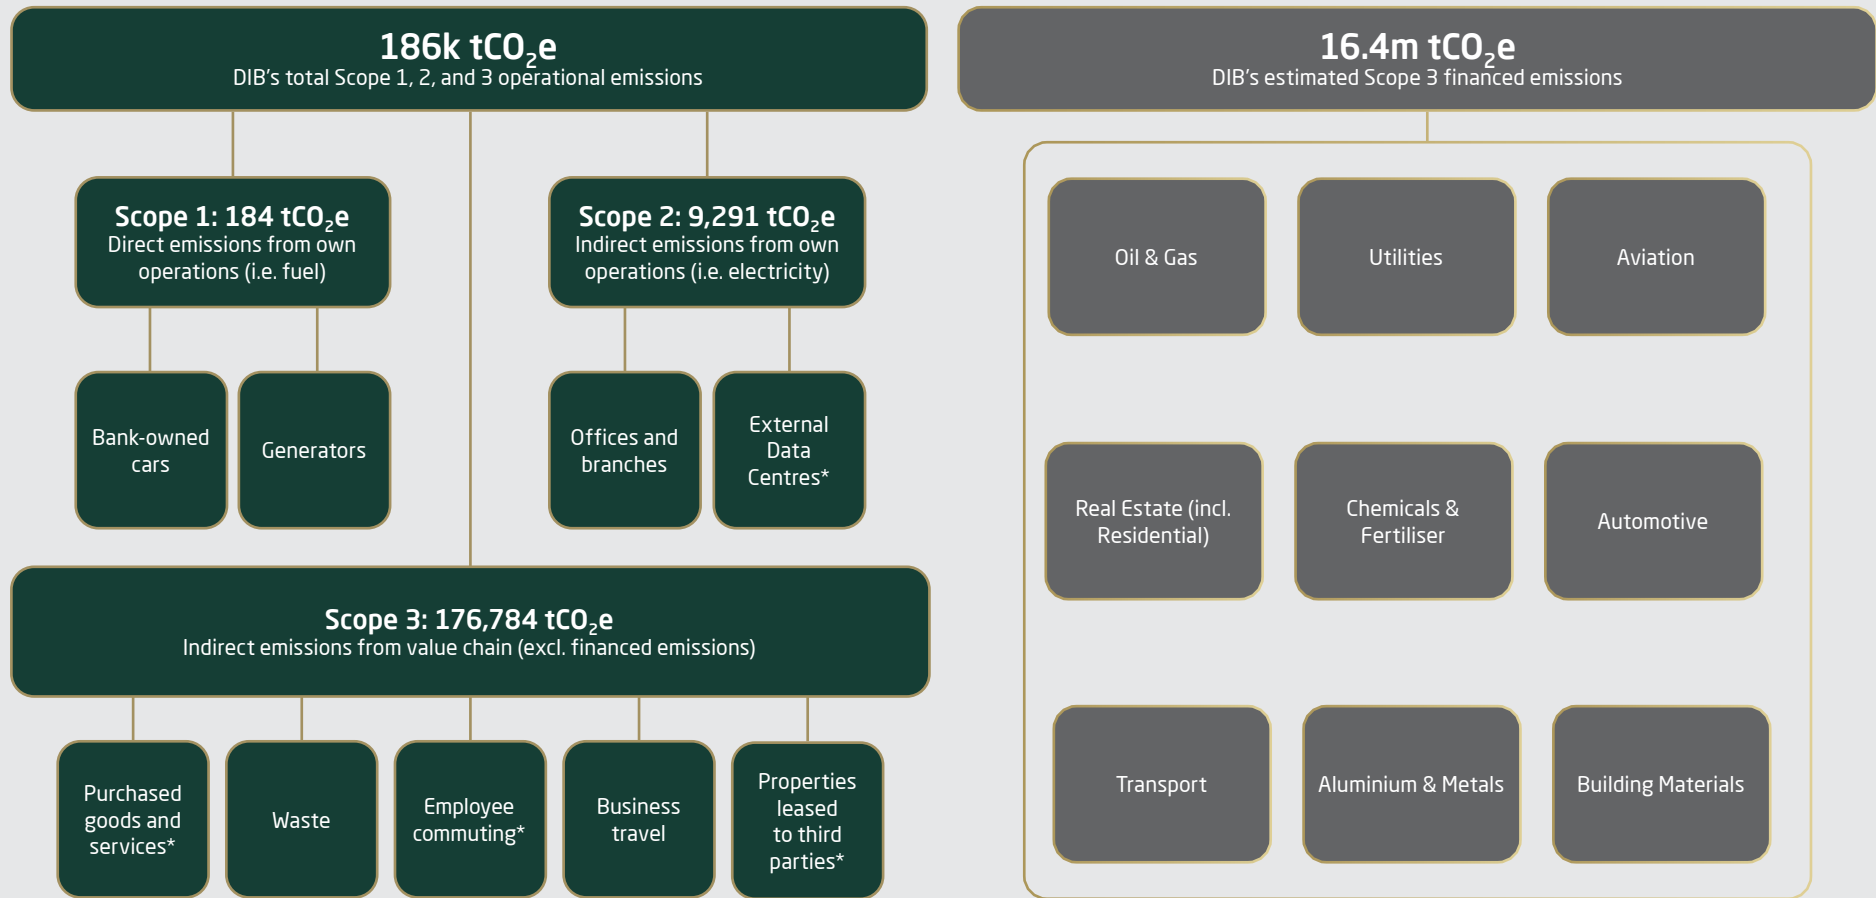 186k tCO₂e
DIB's total Scope 1, 2, and 3 operational emissions
Scope 1: 184 tCO₂e
Direct emissions from own
operations (i.e. fuel)
Scope 2: 9,291 tCO₂e
Indirect emissions from own
operations (i.e. electricity)
Bank-owned
cars
Generators
Offices and
branches
External
Data
Centres*
Scope 3: 176,784 tCO₂e
Indirect emissions from value chain (excl. financed emissions)
Purchased
goods and
services*
Waste
Employee
commuting*
Business
travel
Properties
leased
to third
parties*
16.4m tCO₂e
DIB's estimated Scope 3 financed emissions
Oil & Gas
Utilities
Aviation
Real Estate (incl.
Residential)
Chemicals &
Fertiliser
Automotive
Transport
Aluminium & Metals
Building Materials